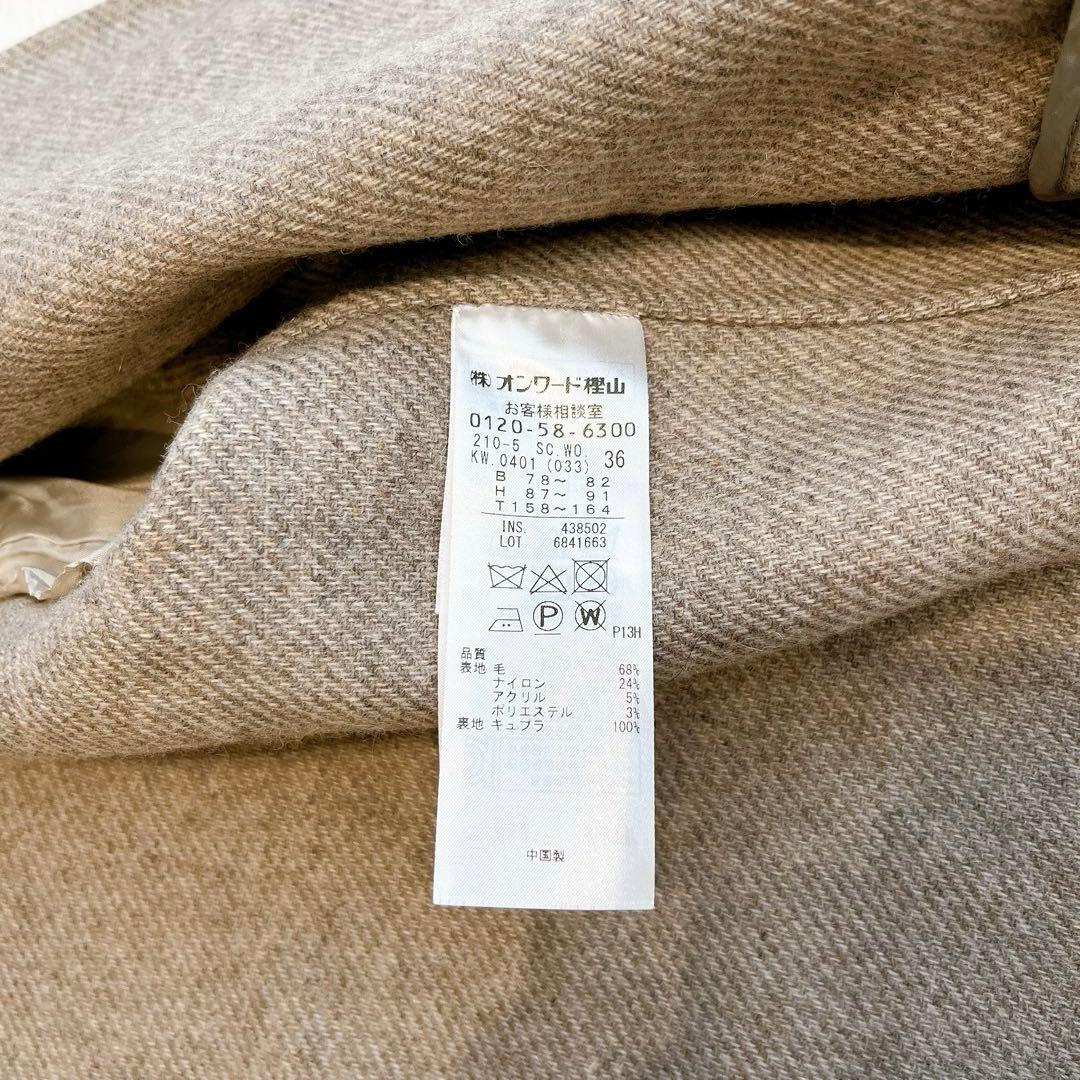 (株)オンワード樫山
お客様相談室
0120-58-6300
210-5 SC.WO. 36
KW.0401 (033)
B 78～ 82
H 87～ 91
T 158～164
INS. 438502
LOT 6841663
P W P13H
品質
表地 毛 68%
ナイロン 24%
アクリル 5%
ポリエステル 3%
裏地 キュプラ 100%
中国製